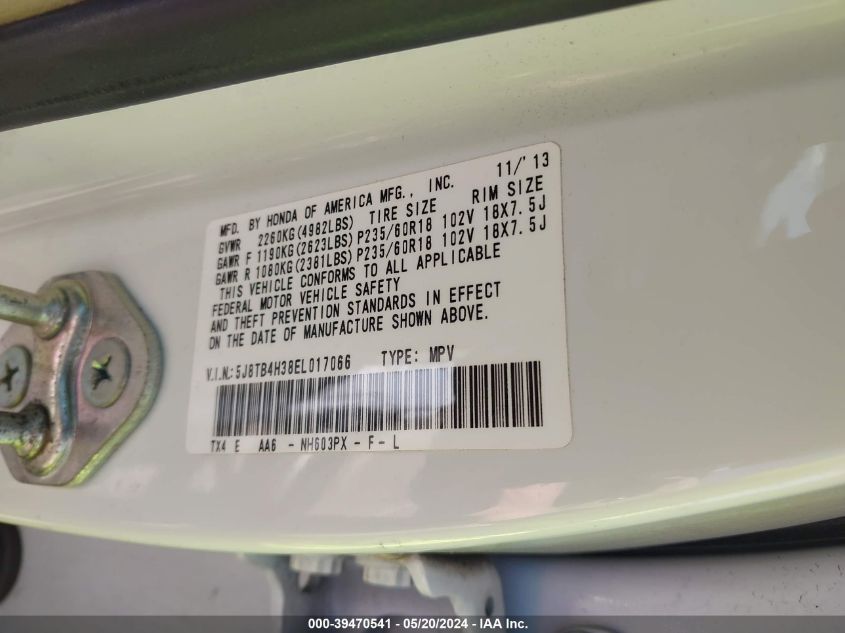 MFD. BY HONDA OF AMERICA MFG., INC. 11/'13
GVWR 2260KG(4982LBS) TIRE SIZE RIM SIZE
GAWR F 1190KG(2623LBS) P235/60R18 102V 18X7.5J
GAWR R 1080KG(2381LBS) P235/60R18 102V 18X7.5J
THIS VEHICLE CONFORMS TO ALL APPLICABLE
FEDERAL MOTOR VEHICLE SAFETY
AND THEFT PREVENTION STANDARDS IN EFFECT
ON THE DATE OF MANUFACTURE SHOWN ABOVE.
V.I.N.: 5J8TB4H38EL017066 TYPE: MPV
TX4 E AA6 - NH603PX - F - L
000-39470541 - 05/20/2024 - IAA Inc.